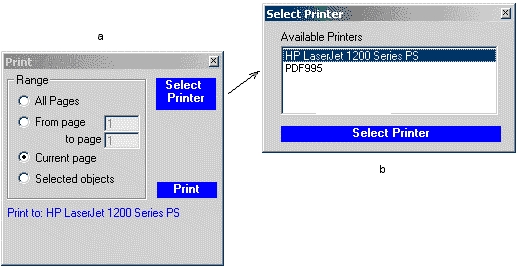 a
Print
Range
All Pages
From page 1
to page 1
Current page
Selected objects
Select
Printer
Print
Print to: HP LaserJet 1200 Series PS
Select Printer
Available Printers
HP LaserJet 1200 Series PS
PDF995
Select Printer
b